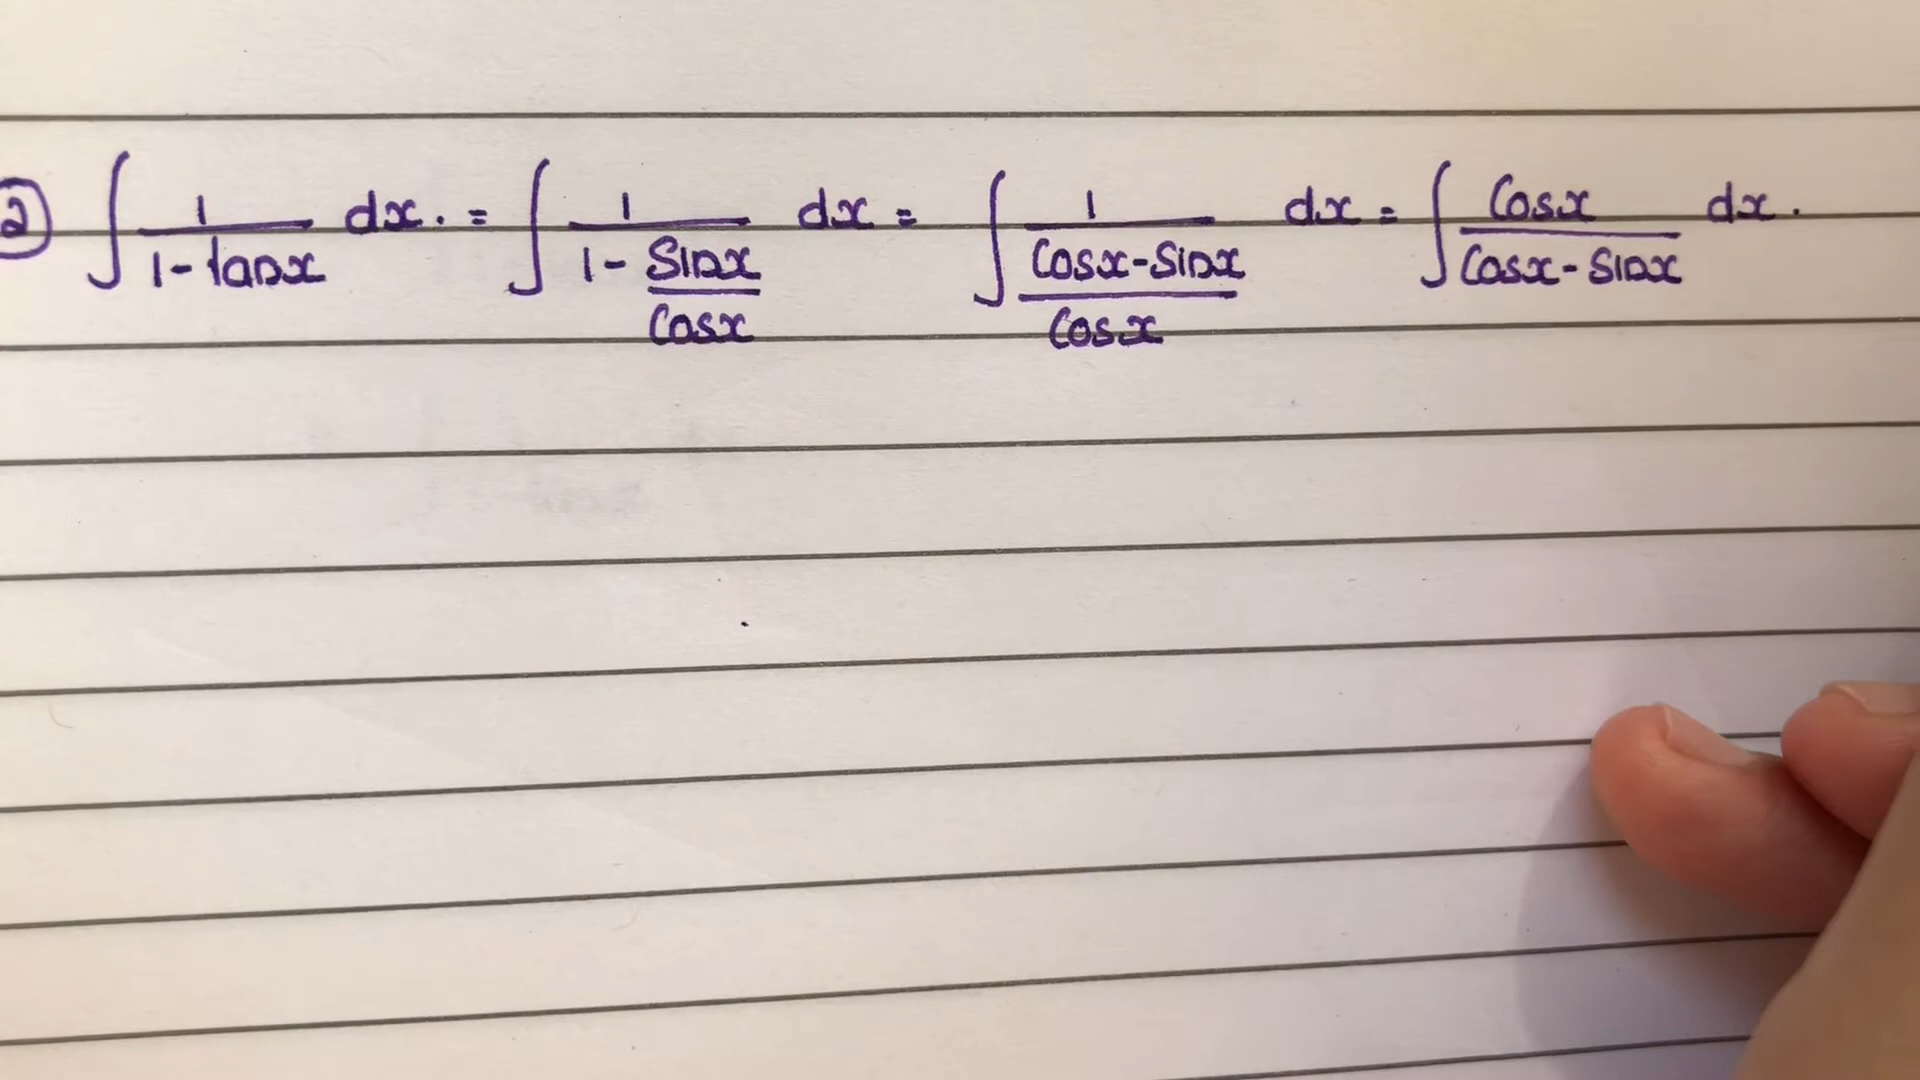 ② ∫ 1/(1 - tanx) dx. = ∫ 1/(1 - Sinx/Cosx) dx = ∫ 1/((Cosx - Sinx)/Cosx) dx = ∫ Cosx/(Cosx - Sinx) dx.